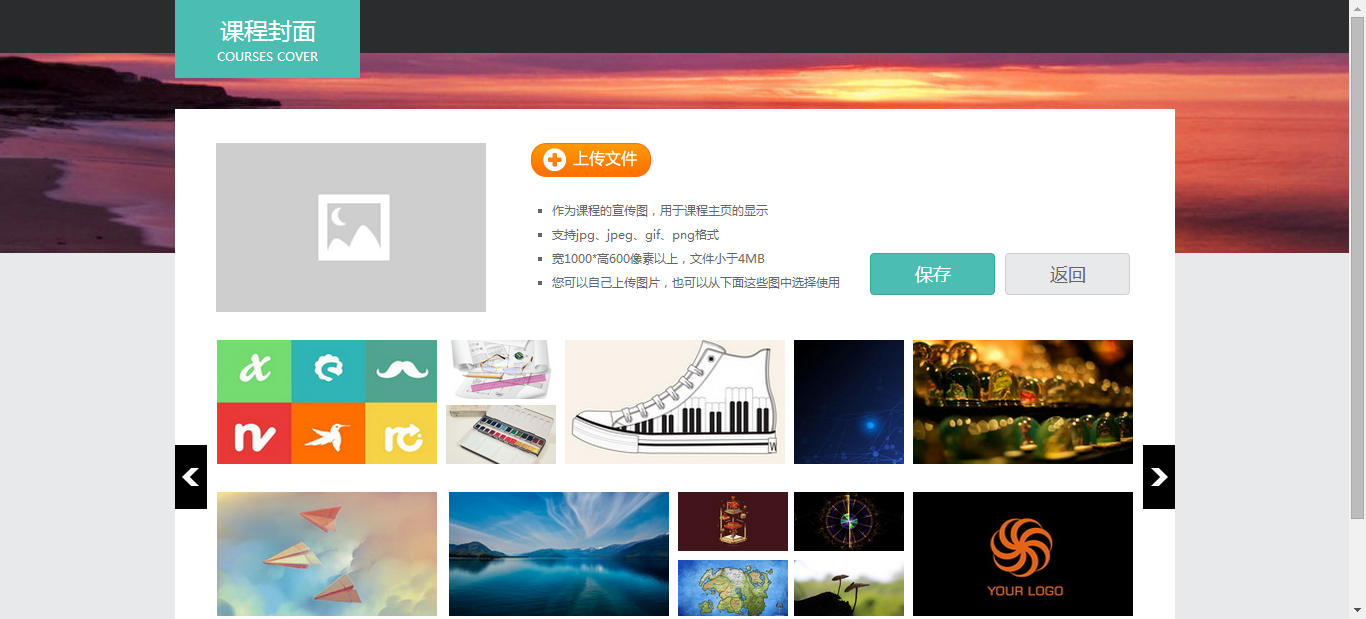 课程封面
COURSES COVER
上传文件
作为课程的宣传图，用于课程主页的显示
支持jpg、jpeg、gif、png格式
宽1000*高600像素以上，文件小于4MB
您可以自己上传图片，也可以从下面这些图中选择使用
保存
返回
YOUR LOGO